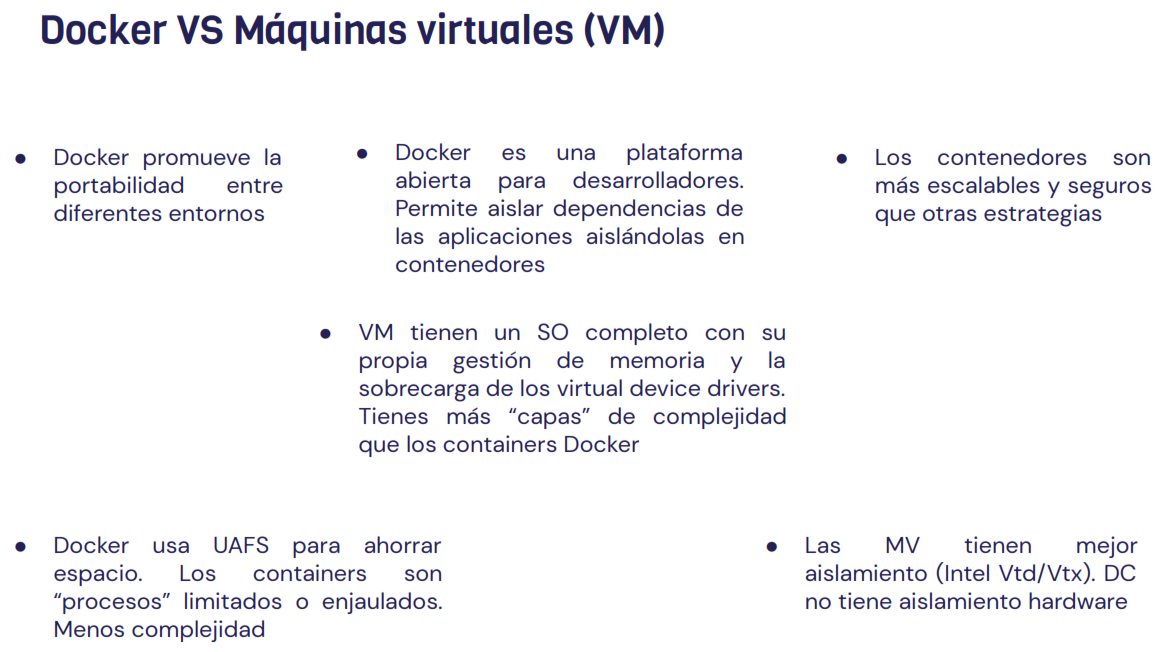 Docker VS Máquinas virtuales (VM)
● Docker promueve la
portabilidad entre
diferentes entornos
● Docker es una plataforma
abierta para desarrolladores.
Permite aislar dependencias de
las aplicaciones aislándolas en
contenedores
● Los contenedores son
más escalables y seguros
que otras estrategias
● VM tienen un SO completo con su
propia gestión de memoria y la
sobrecarga de los virtual device drivers.
Tienes más “capas” de complejidad
que los containers Docker
● Docker usa UAFS para ahorrar
espacio. Los containers son
“procesos” limitados o enjaulados.
Menos complejidad
● Las MV tienen mejor
aislamiento (Intel Vtd/Vtx). DC
no tiene aislamiento hardware